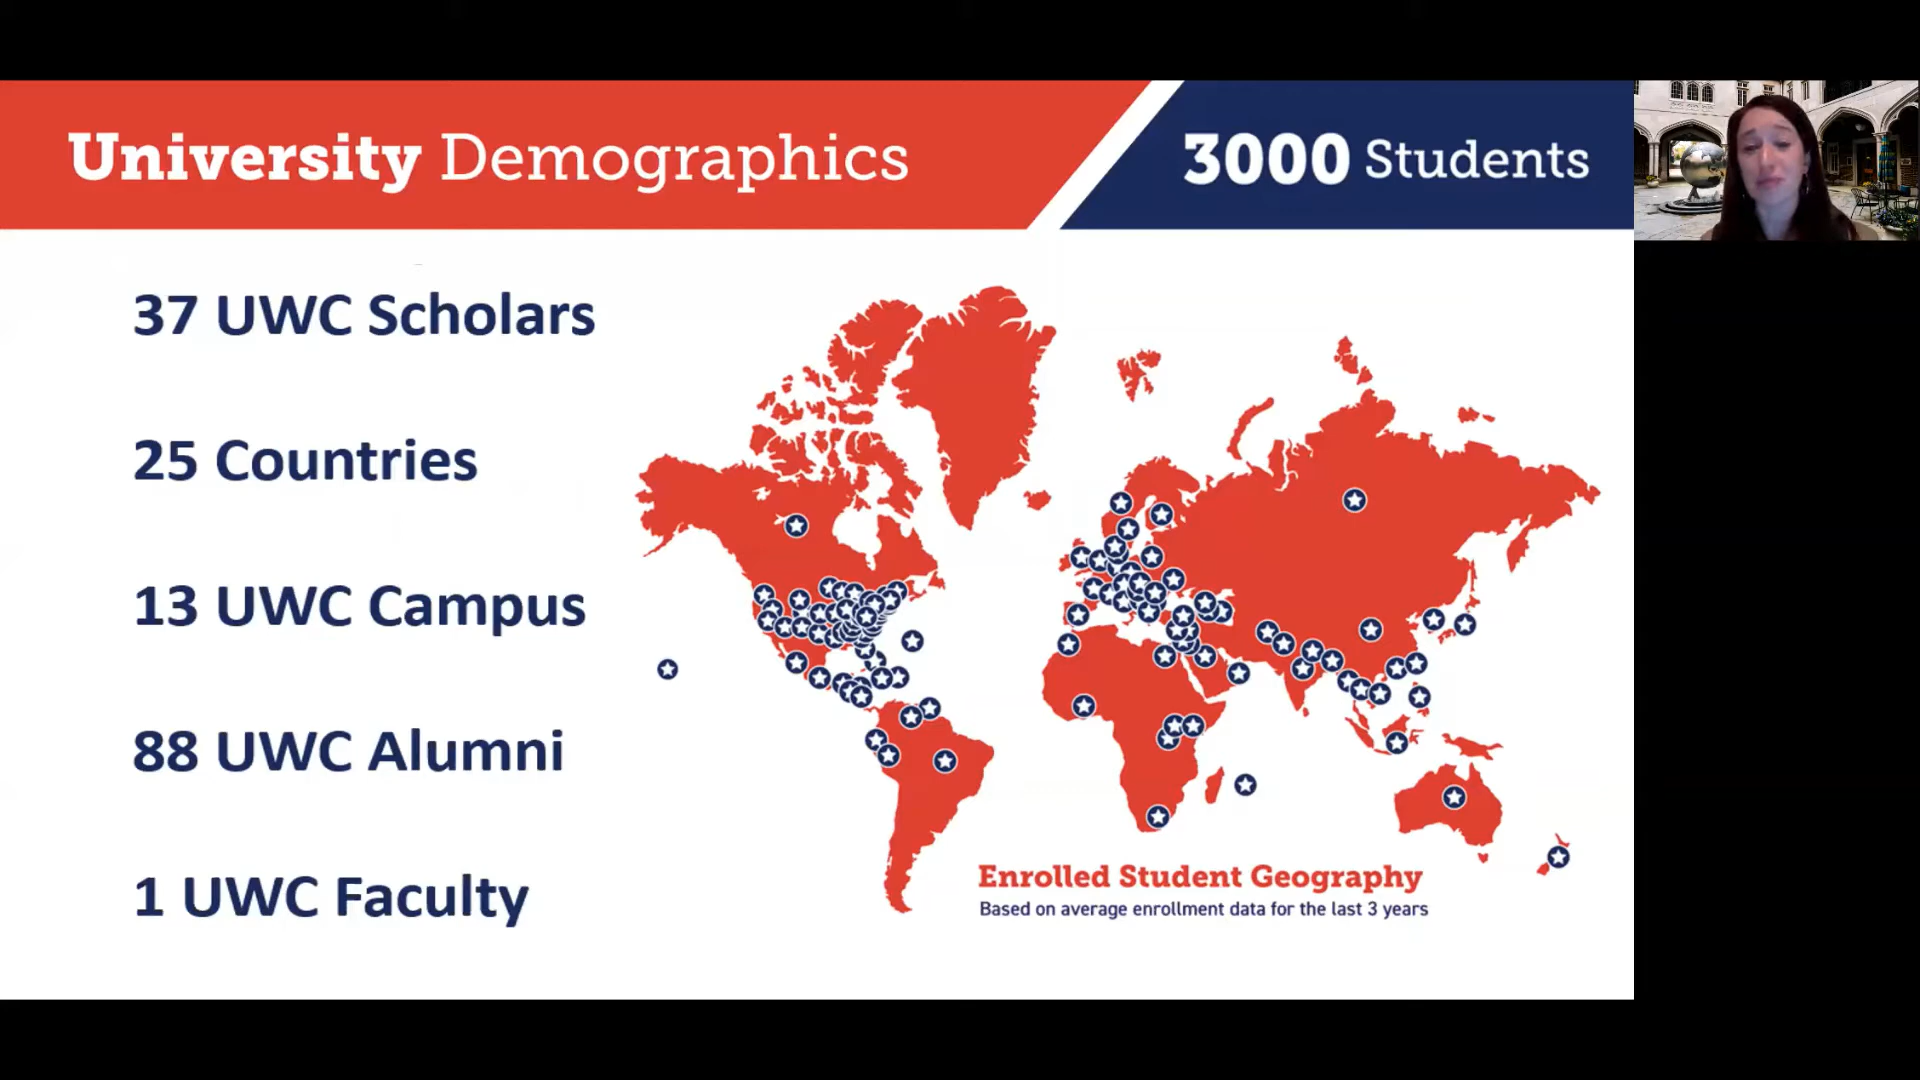 University Demographics
3000 Students
37 UWC Scholars
25 Countries
13 UWC Campus
88 UWC Alumni
1 UWC Faculty
Enrolled Student Geography
Based on average enrollment data for the last 3 years